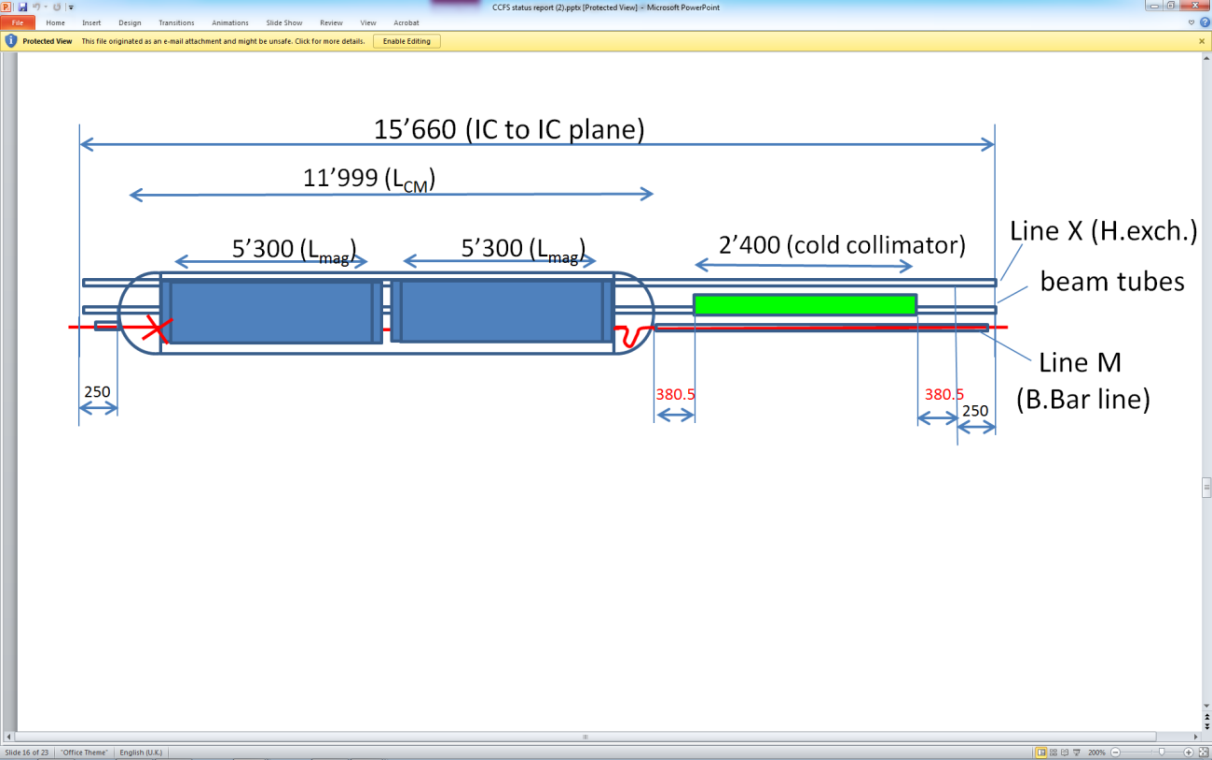 CCFS status report (2).pptx [Protected View] - Microsoft PowerPoint
File Home Insert Design Transitions Animations Slide Show Review View Acrobat
Protected View This file originated as an e-mail attachment and might be unsafe. Click for more details. Enable Editing
15’660 (IC to IC plane)
11’999 (LCM)
5’300 (Lmag) 5’300 (Lmag) 2’400 (cold collimator)
Line X (H.exch.)
beam tubes
Line M
(B.Bar line)
250 380.5 380.5 250
Slide 16 of 23 "Office Theme" English (U.K.) 200%